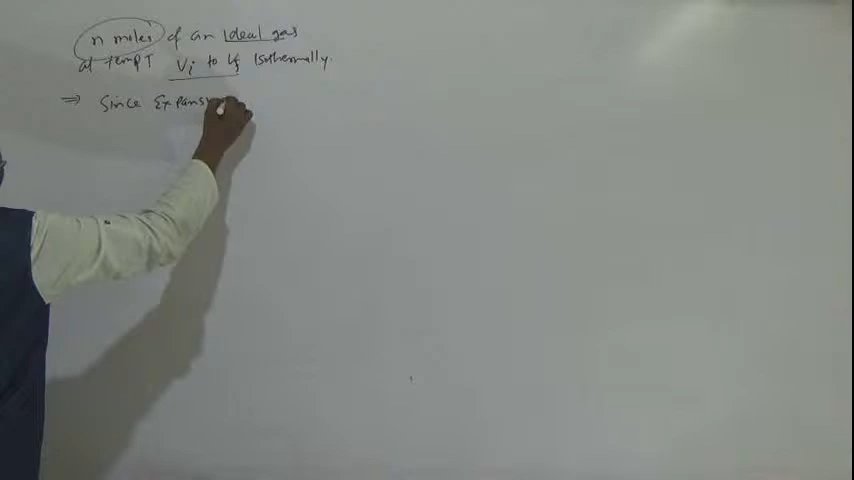 n moles of an ideal gas
at temp T Vi to Vf Isothermally.
⇒ Since Expans